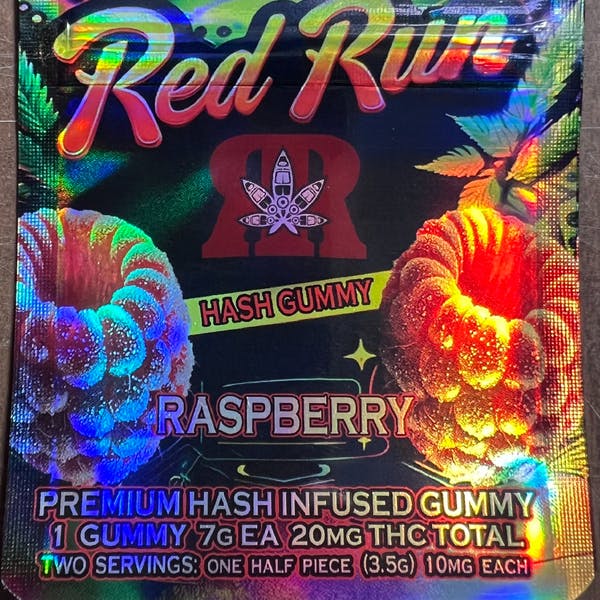 Red Run
RR
HASH GUMMY
RASPBERRY
PREMIUM HASH INFUSED GUMMY
1 GUMMY 7G EA 20MG THC TOTAL
TWO SERVINGS: ONE HALF PIECE (3.5G) 10MG EACH